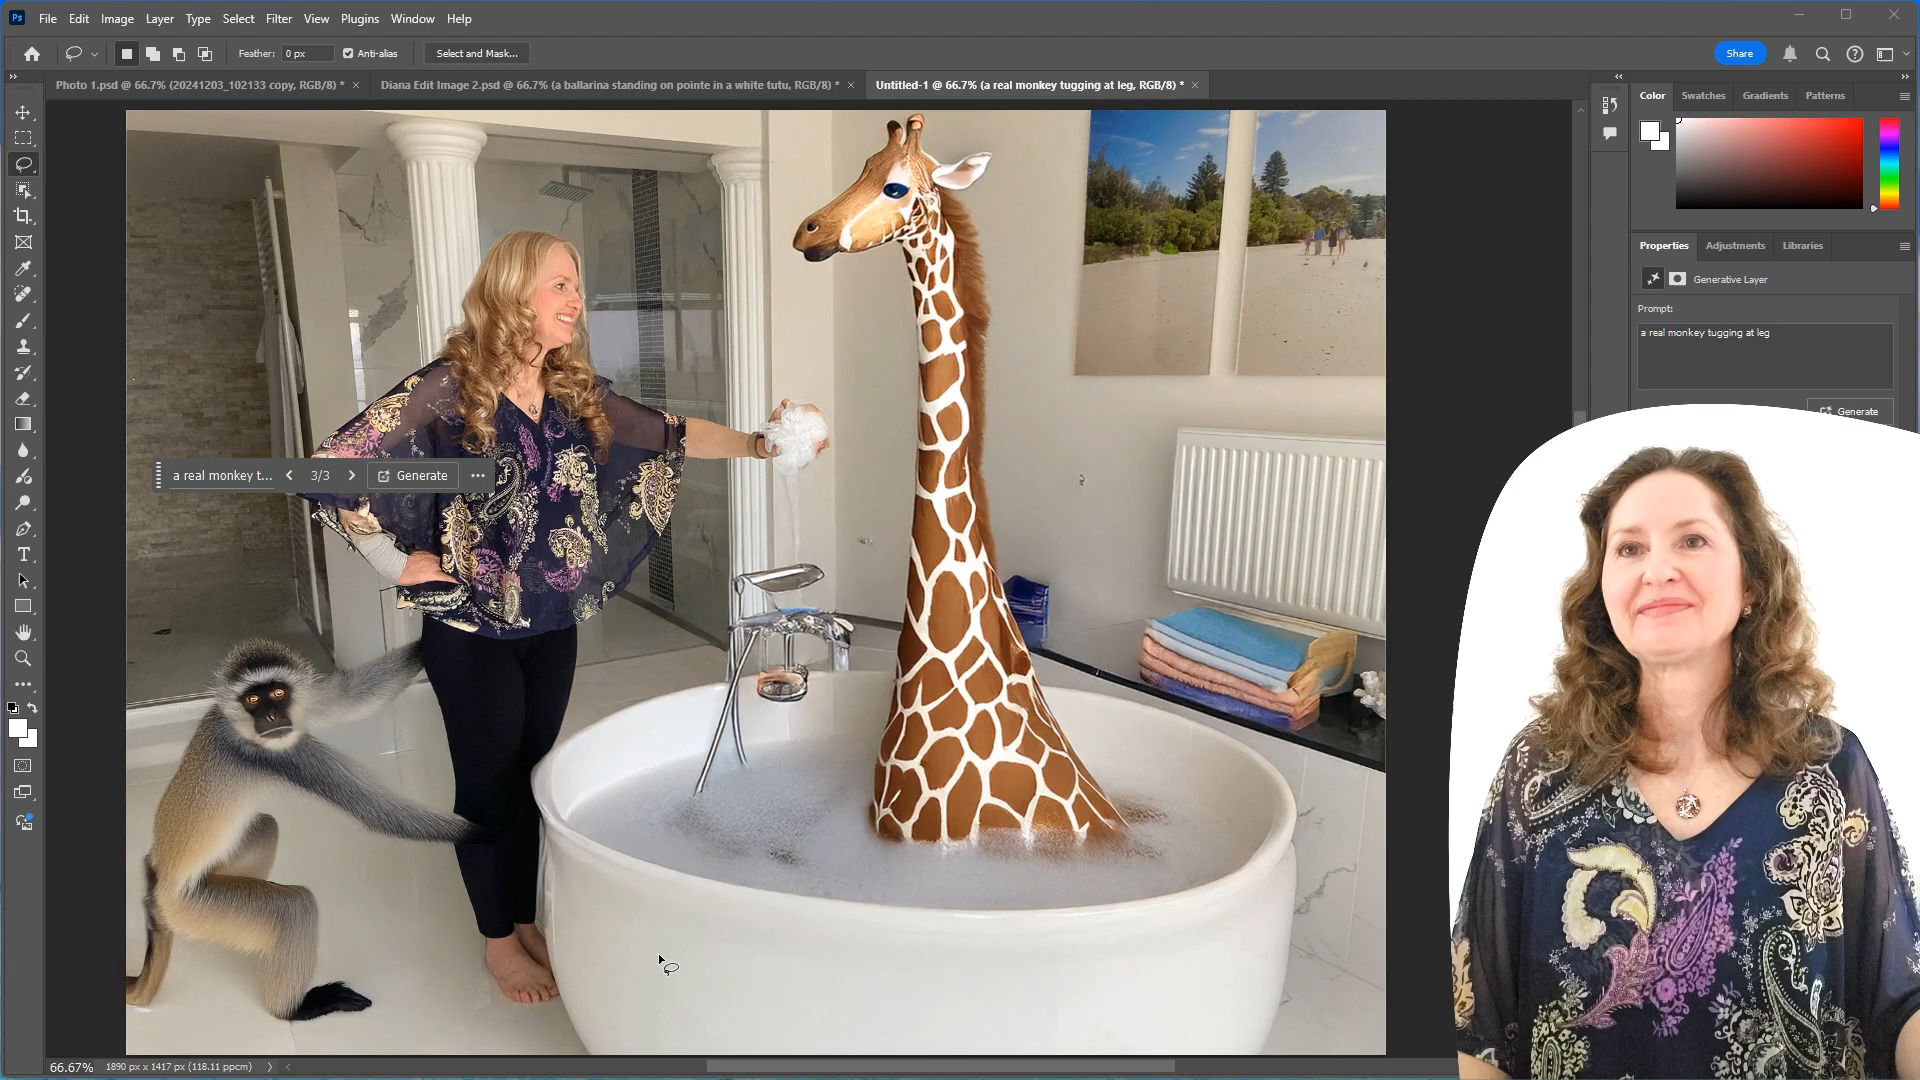 Ps File Edit Image Layer Type Select Filter View Plugins Window Help
Feather: 0 px Anti-alias Select and Mask... Share
Photo 1.psd @ 66.7% (20241203_102133 copy, RGB/8) * Diana Edit Image 2.psd @ 66.7% (a ballarina standing on pointe in a white tutu, RGB/8) * Untitled-1 @ 66.7% (a real monkey tugging at leg, RGB/8) *
Color Swatches Gradients Patterns
Properties Adjustments Libraries
Generative Layer
Prompt:
a real monkey tugging at leg
Generate
a real monkey t... 3/3 Generate
66.67% 1890 px x 1417 px (118.11 ppcm)